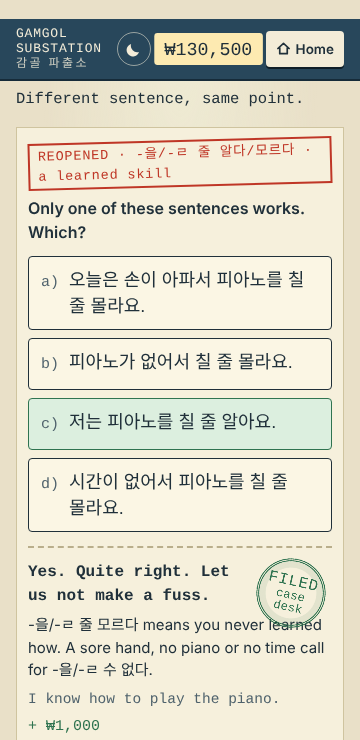 GAMGOL
SUBSTATION
감골 파출소
₩130,500
Home
Different sentence, same point.
REOPENED · -을/-ㄹ 줄 알다/모르다 ·
a learned skill
Only one of these sentences works.
Which?
a) 오늘은 손이 아파서 피아노를 칠
줄 몰라요.
b) 피아노가 없어서 칠 줄 몰라요.
c) 저는 피아노를 칠 줄 알아요.
d) 시간이 없어서 피아노를 칠 줄
몰라요.
Yes. Quite right. Let
us not make a fuss.
FILED
case
desk
-을/-ㄹ 줄 모르다 means you never learned
how. A sore hand, no piano or no time call
for -을/-ㄹ 수 없다.
I know how to play the piano.
+ ₩1,000